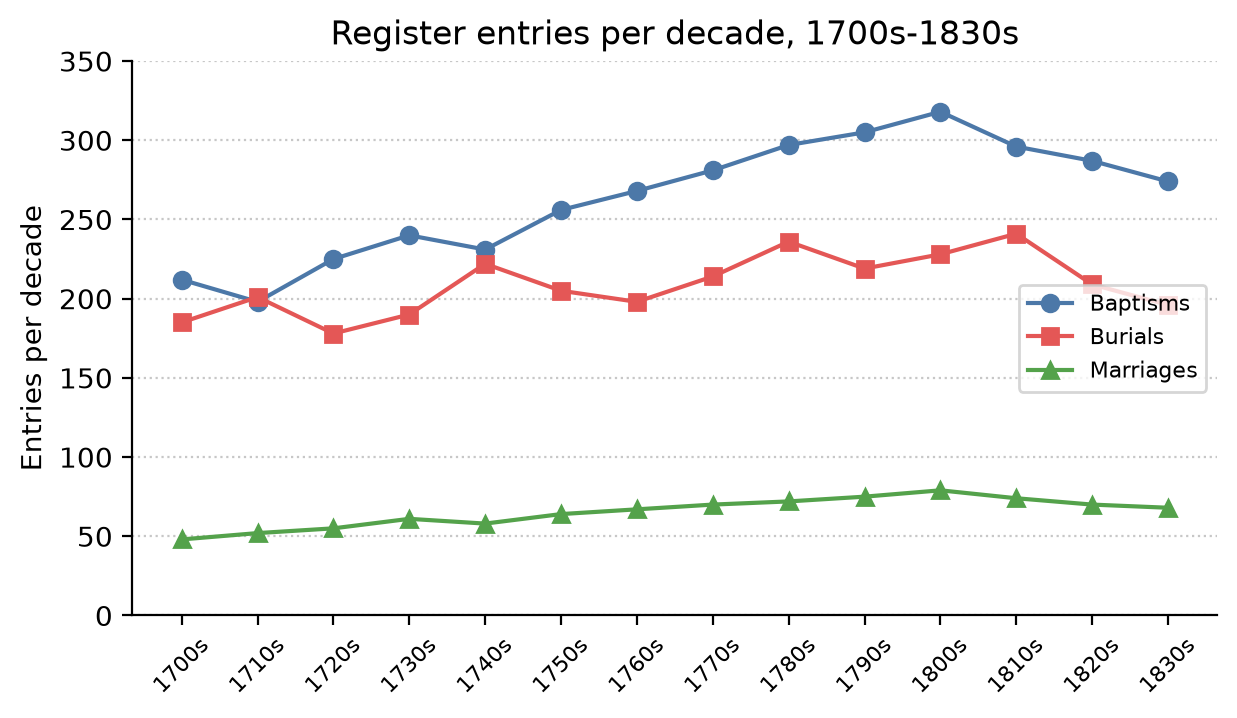 Register entries per decade, 1700s-1830s
Entries per decade
350
300
250
200
150
100
50
0
Baptisms
Burials
Marriages
1700s
1710s
1720s
1730s
1740s
1750s
1760s
1770s
1780s
1790s
1800s
1810s
1820s
1830s